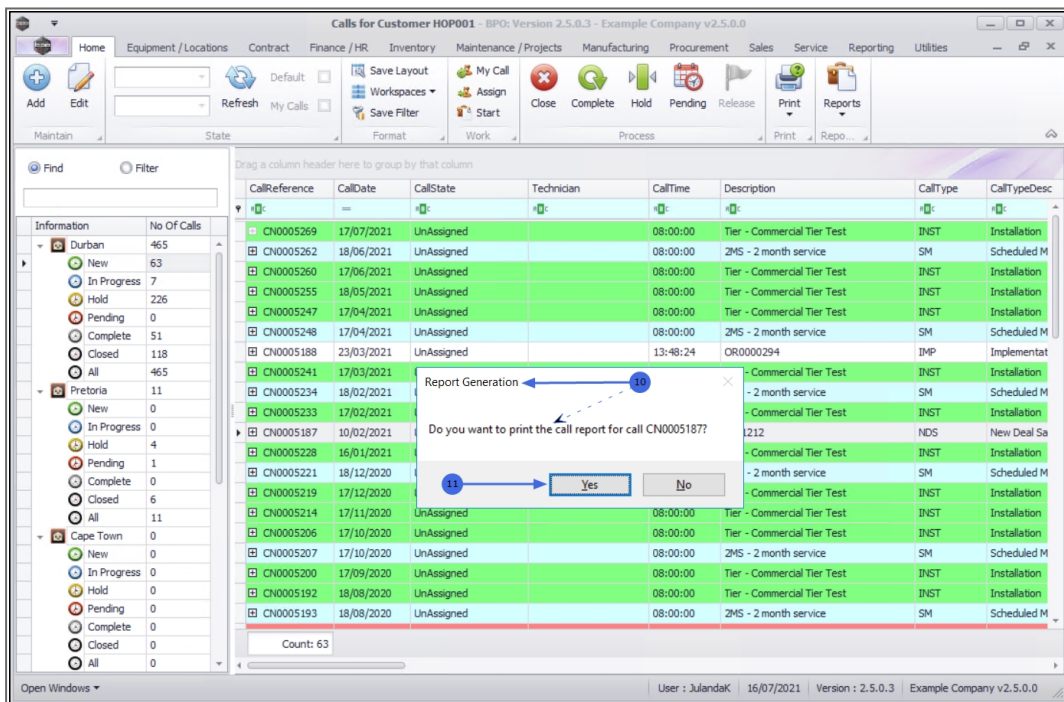 Calls for Customer HOP001 - BPO: Version 2.5.0.3 - Example Company v2.5.0.0
Home Equipment / Locations Contract Finance / HR Inventory Maintenance / Projects Manufacturing Procurement Sales Service Reporting Utilities
Add Edit Refresh Default My Calls Save Layout Workspaces Save Filter My Call Assign Start Close Complete Hold Pending Release Print Reports
Maintain State Format Work Process Print Repo...
Find Filter
Drag a column header here to group by that column
CallReference CallDate CallState Technician CallTime Description CallType CallTypeDesc
Information No Of Calls
Durban 465
New 63
In Progress 7
Hold 226
Pending 0
Complete 51
Closed 118
All 465
Pretoria 11
New 0
In Progress 0
Hold 4
Pending 1
Complete 0
Closed 6
All 11
Cape Town 0
New 0
In Progress 0
Hold 0
Pending 0
Complete 0
Closed 0
All 0
CN0005269 17/07/2021 UnAssigned 08:00:00 Tier - Commercial Tier Test INST Installation
CN0005262 18/06/2021 UnAssigned 08:00:00 2MS - 2 month service SM Scheduled M
CN0005260 17/06/2021 UnAssigned 08:00:00 Tier - Commercial Tier Test INST Installation
CN0005255 18/05/2021 UnAssigned 08:00:00 Tier - Commercial Tier Test INST Installation
CN0005247 17/04/2021 UnAssigned 08:00:00 Tier - Commercial Tier Test INST Installation
CN0005248 17/04/2021 UnAssigned 08:00:00 2MS - 2 month service SM Scheduled M
CN0005188 23/03/2021 UnAssigned 13:48:24 OR0000294 IMP Implementat
CN0005241 17/03/2021 - Commercial Tier Test INST Installation
CN0005234 18/02/2021 - 2 month service SM Scheduled M
CN0005233 17/02/2021 - Commercial Tier Test INST Installation
CN0005187 10/02/2021 1212 NDS New Deal Sa
CN0005228 16/01/2021 - Commercial Tier Test INST Installation
CN0005221 18/12/2020 - 2 month service SM Scheduled M
CN0005219 17/12/2020 - Commercial Tier Test INST Installation
CN0005214 17/11/2020 UnAssigned 08:00:00 Tier - Commercial Tier Test INST Installation
CN0005206 17/10/2020 UnAssigned 08:00:00 Tier - Commercial Tier Test INST Installation
CN0005207 17/10/2020 UnAssigned 08:00:00 2MS - 2 month service SM Scheduled M
CN0005200 17/09/2020 UnAssigned 08:00:00 Tier - Commercial Tier Test INST Installation
CN0005192 18/08/2020 UnAssigned 08:00:00 Tier - Commercial Tier Test INST Installation
CN0005193 18/08/2020 UnAssigned 08:00:00 2MS - 2 month service SM Scheduled M
Count: 63
Report Generation
10
Do you want to print the call report for call CN0005187?
11
Yes No
Open Windows User : JulandaK 16/07/2021 Version : 2.5.0.3 Example Company v2.5.0.0